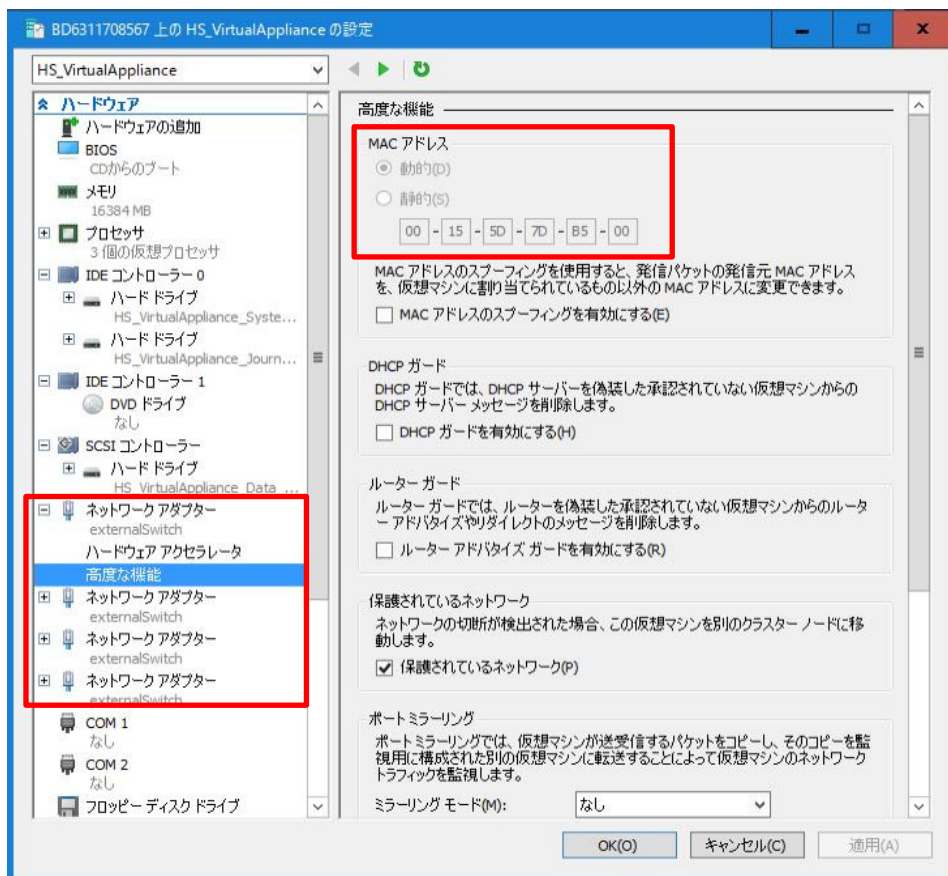 BD6311708567 上の HS_VirtualAppliance の設定
HS_VirtualAppliance
ハードウェア
ハードウェアの追加
BIOS
CDからのブート
メモリ
16384 MB
プロセッサ
3 個の仮想プロセッサ
IDE コントローラー 0
ハード ドライブ
HS_VirtualAppliance_Syste...
ハード ドライブ
HS_VirtualAppliance_Journ...
IDE コントローラー 1
DVD ドライブ
なし
SCSI コントローラー
ハード ドライブ
HS_VirtualAppliance_Data_...
ネットワーク アダプター
externalSwitch
ハードウェア アクセラレータ
高度な機能
ネットワーク アダプター
externalSwitch
ネットワーク アダプター
externalSwitch
ネットワーク アダプター
externalSwitch
COM 1
なし
COM 2
なし
フロッピー ディスク ドライブ
高度な機能
MAC アドレス
動的(D)
静的(S)
00 - 15 - 5D - 7D - B5 - 00
MAC アドレスのスプーフィングを使用すると、発信パケットの発信元 MAC アドレス
を、仮想マシンに割り当てられているもの以外の MAC アドレスに変更できます。
MAC アドレスのスプーフィングを有効にする(E)
DHCP ガード
DHCP ガードでは、DHCP サーバーを偽装した承認されていない仮想マシンからの
DHCP サーバー メッセージを削除します。
DHCP ガードを有効にする(H)
ルーター ガード
ルーター ガードでは、ルーターを偽装した承認されていない仮想マシンからのルータ
ー アドバタイズやリダイレクトのメッセージを削除します。
ルーター アドバタイズ ガードを有効にする(R)
保護されているネットワーク
ネットワークの切断が検出された場合、この仮想マシンを別のクラスター ノードに移
動します。
保護されているネットワーク(P)
ポート ミラーリング
ポート ミラーリングでは、仮想マシンが送受信するパケットをコピーし、そのコピーを監
視用に構成された別の仮想マシンに転送することによって仮想マシンのネットワーク
トラフィックを監視します。
ミラーリング モード(M):
なし
OK(O)
キャンセル(C)
適用(A)